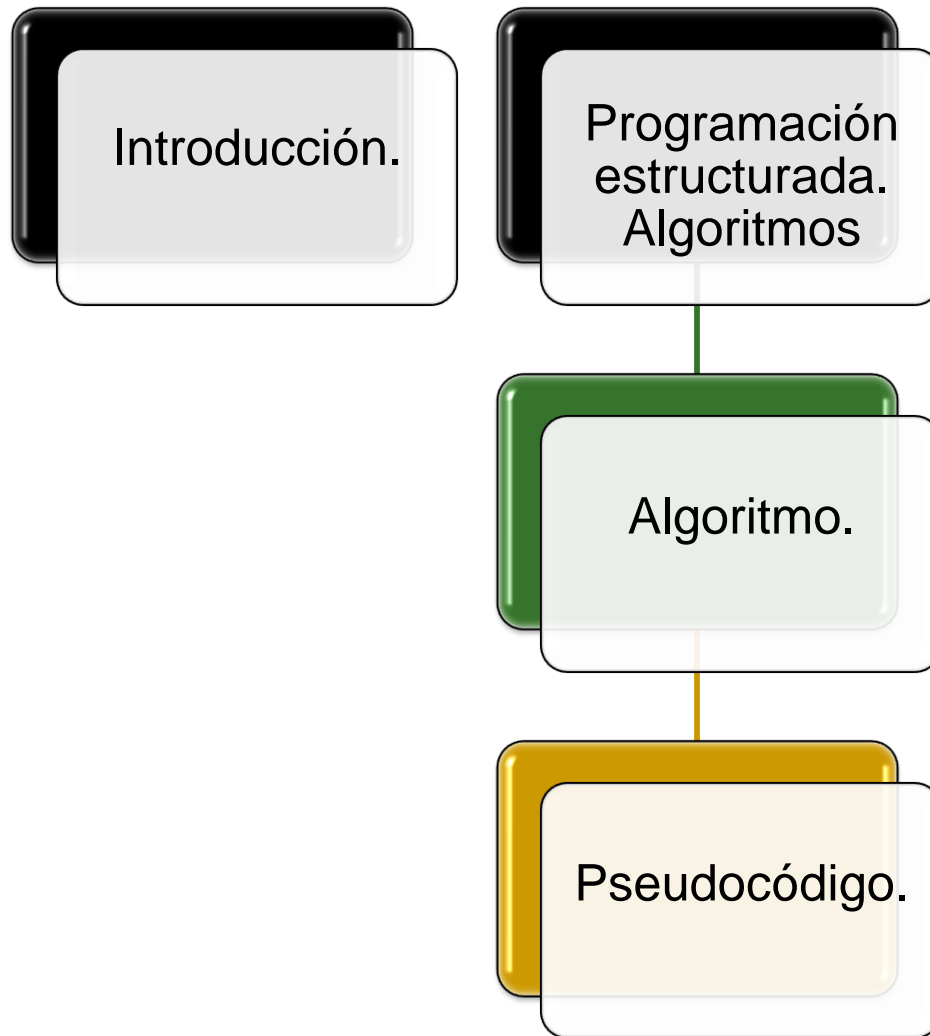 Introducción.
Programación
estructurada.
Algoritmos
Algoritmo.
Pseudocódigo.